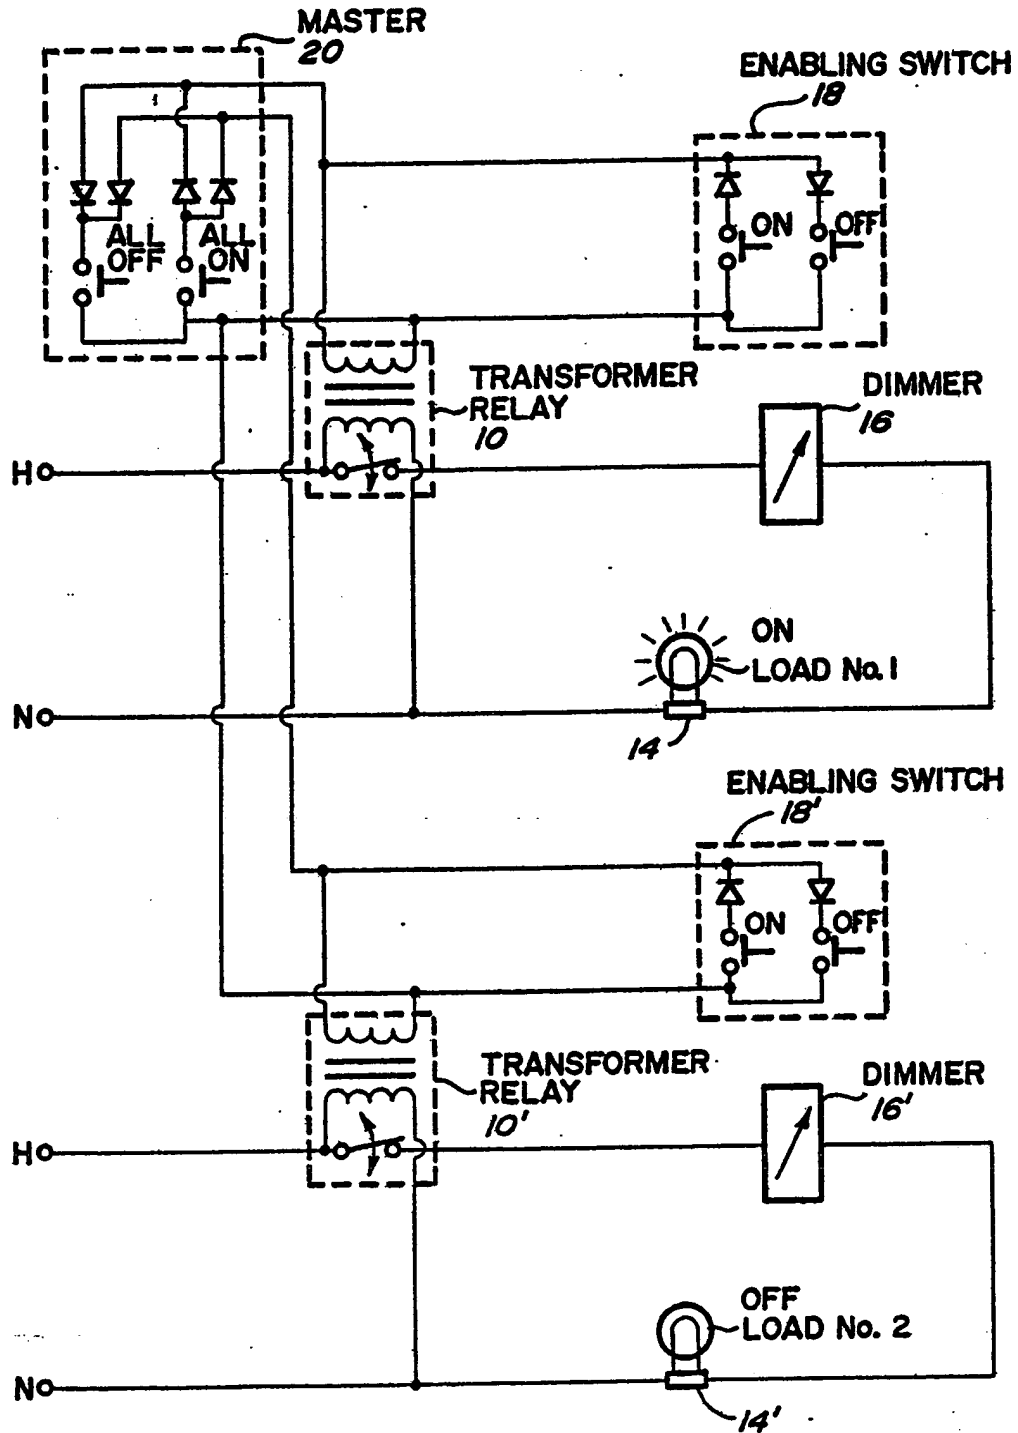 MASTER
20
ENABLING SWITCH
18
ALL
OFF
ALL
ON
ON
OFF
TRANSFORMER
RELAY
10
DIMMER
16
H
ON
LOAD No. 1
N
14
ENABLING SWITCH
18'
ON
OFF
TRANSFORMER
RELAY
10'
DIMMER
16'
H
OFF
LOAD No. 2
N
14'